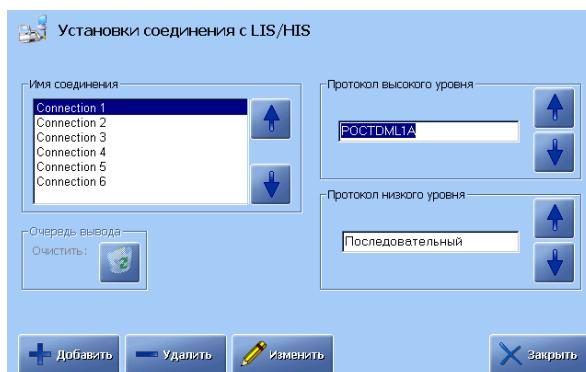 Установки соединения с LIS/HIS
Имя соединения
Connection 1
Connection 2
Connection 3
Connection 4
Connection 5
Connection 6
Протокол высокого уровня
POCTDML1A
Протокол низкого уровня
Последовательный
Очередь вывода
Очистить:
Добавить
Удалить
Изменить
Закрыть